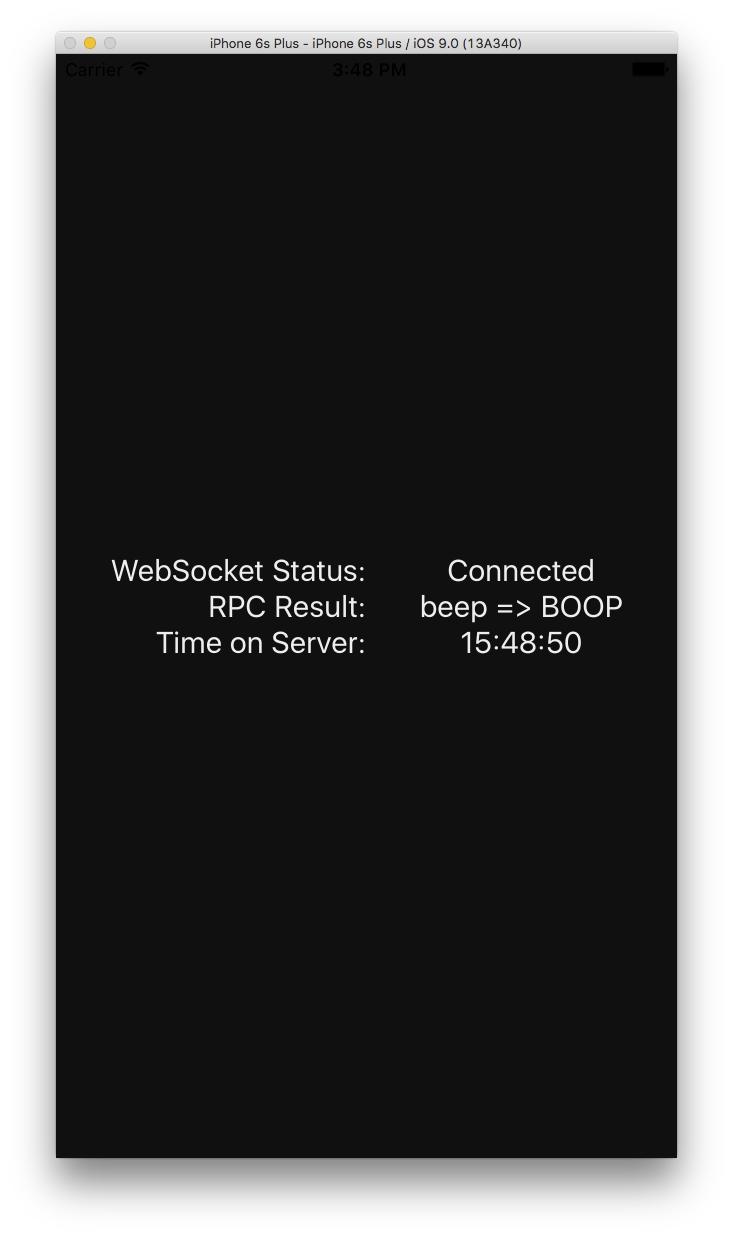 iPhone 6s Plus - iPhone 6s Plus / iOS 9.0 (13A340)
Carrier 3:48 PM
WebSocket Status: Connected
RPC Result: beep => BOOP
Time on Server: 15:48:50